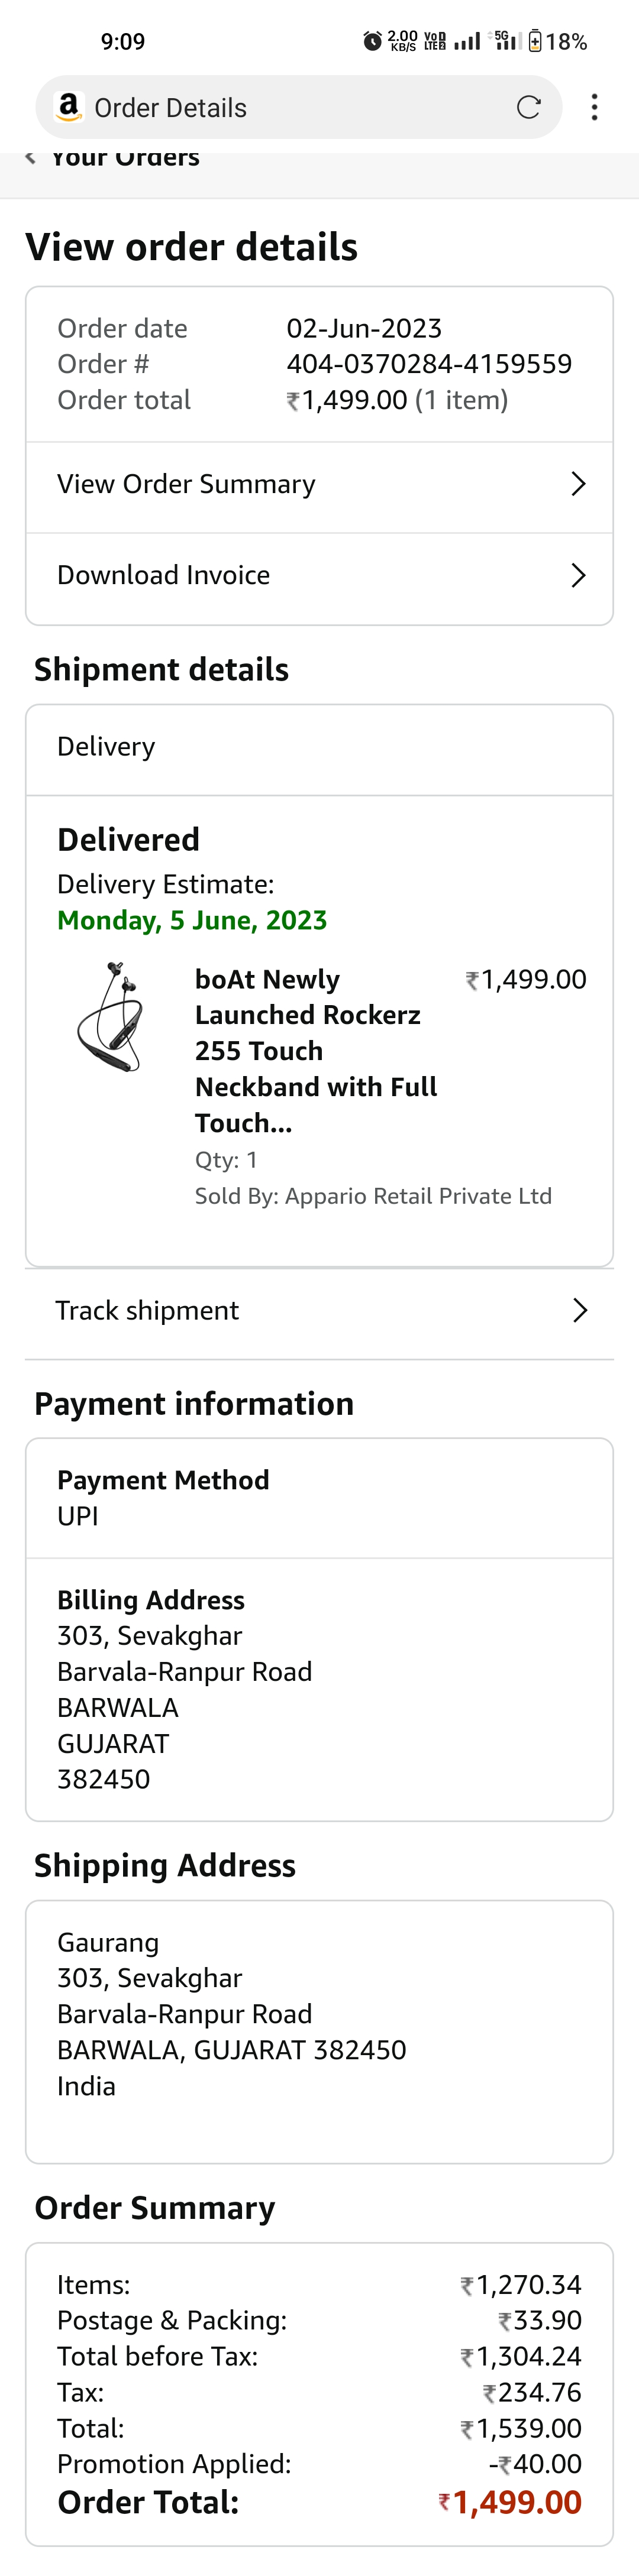 9:09
2.00 KB/S
Vo LTE2
5G
18%
a Order Details
Your Orders
View order details
Order date 02-Jun-2023
Order # 404-0370284-4159559
Order total ₹1,499.00 (1 item)
View Order Summary
Download Invoice
Shipment details
Delivery
Delivered
Delivery Estimate:
Monday, 5 June, 2023
boAt Newly ₹1,499.00
Launched Rockerz
255 Touch
Neckband with Full
Touch...
Qty: 1
Sold By: Appario Retail Private Ltd
Track shipment
Payment information
Payment Method
UPI
Billing Address
303, Sevakghar
Barvala-Ranpur Road
BARWALA
GUJARAT
382450
Shipping Address
Gaurang
303, Sevakghar
Barvala-Ranpur Road
BARWALA, GUJARAT 382450
India
Order Summary
Items: ₹1,270.34
Postage & Packing: ₹33.90
Total before Tax: ₹1,304.24
Tax: ₹234.76
Total: ₹1,539.00
Promotion Applied: -₹40.00
Order Total: ₹1,499.00